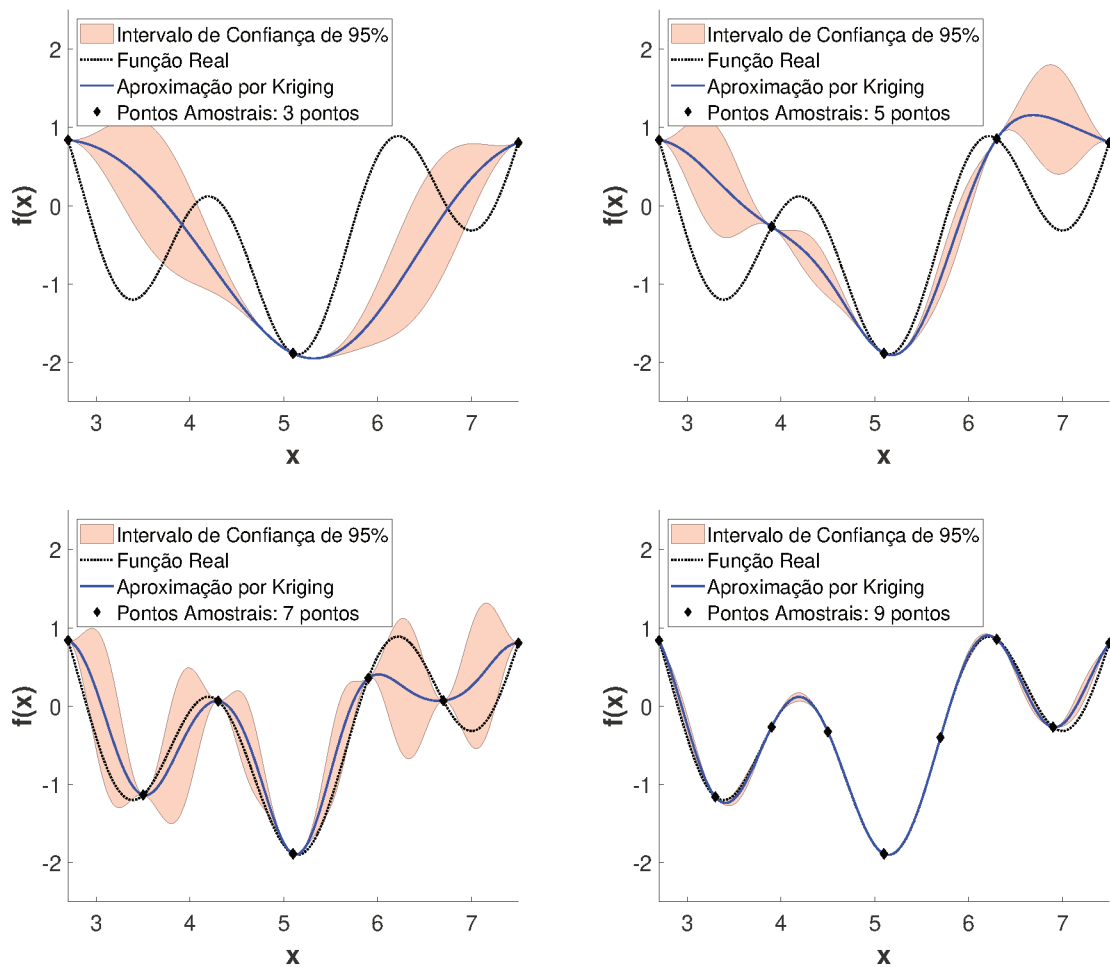 Intervalo de Confiança de 95%
Função Real
Aproximação por Kriging
Pontos Amostrais: 3 pontos
2
1
0
-1
-2
f(x)
3 4 5 6 7
x
Intervalo de Confiança de 95%
Função Real
Aproximação por Kriging
Pontos Amostrais: 5 pontos
2
1
0
-1
-2
f(x)
3 4 5 6 7
x
Intervalo de Confiança de 95%
Função Real
Aproximação por Kriging
Pontos Amostrais: 7 pontos
2
1
0
-1
-2
f(x)
3 4 5 6 7
x
Intervalo de Confiança de 95%
Função Real
Aproximação por Kriging
Pontos Amostrais: 9 pontos
2
1
0
-1
-2
f(x)
3 4 5 6 7
x